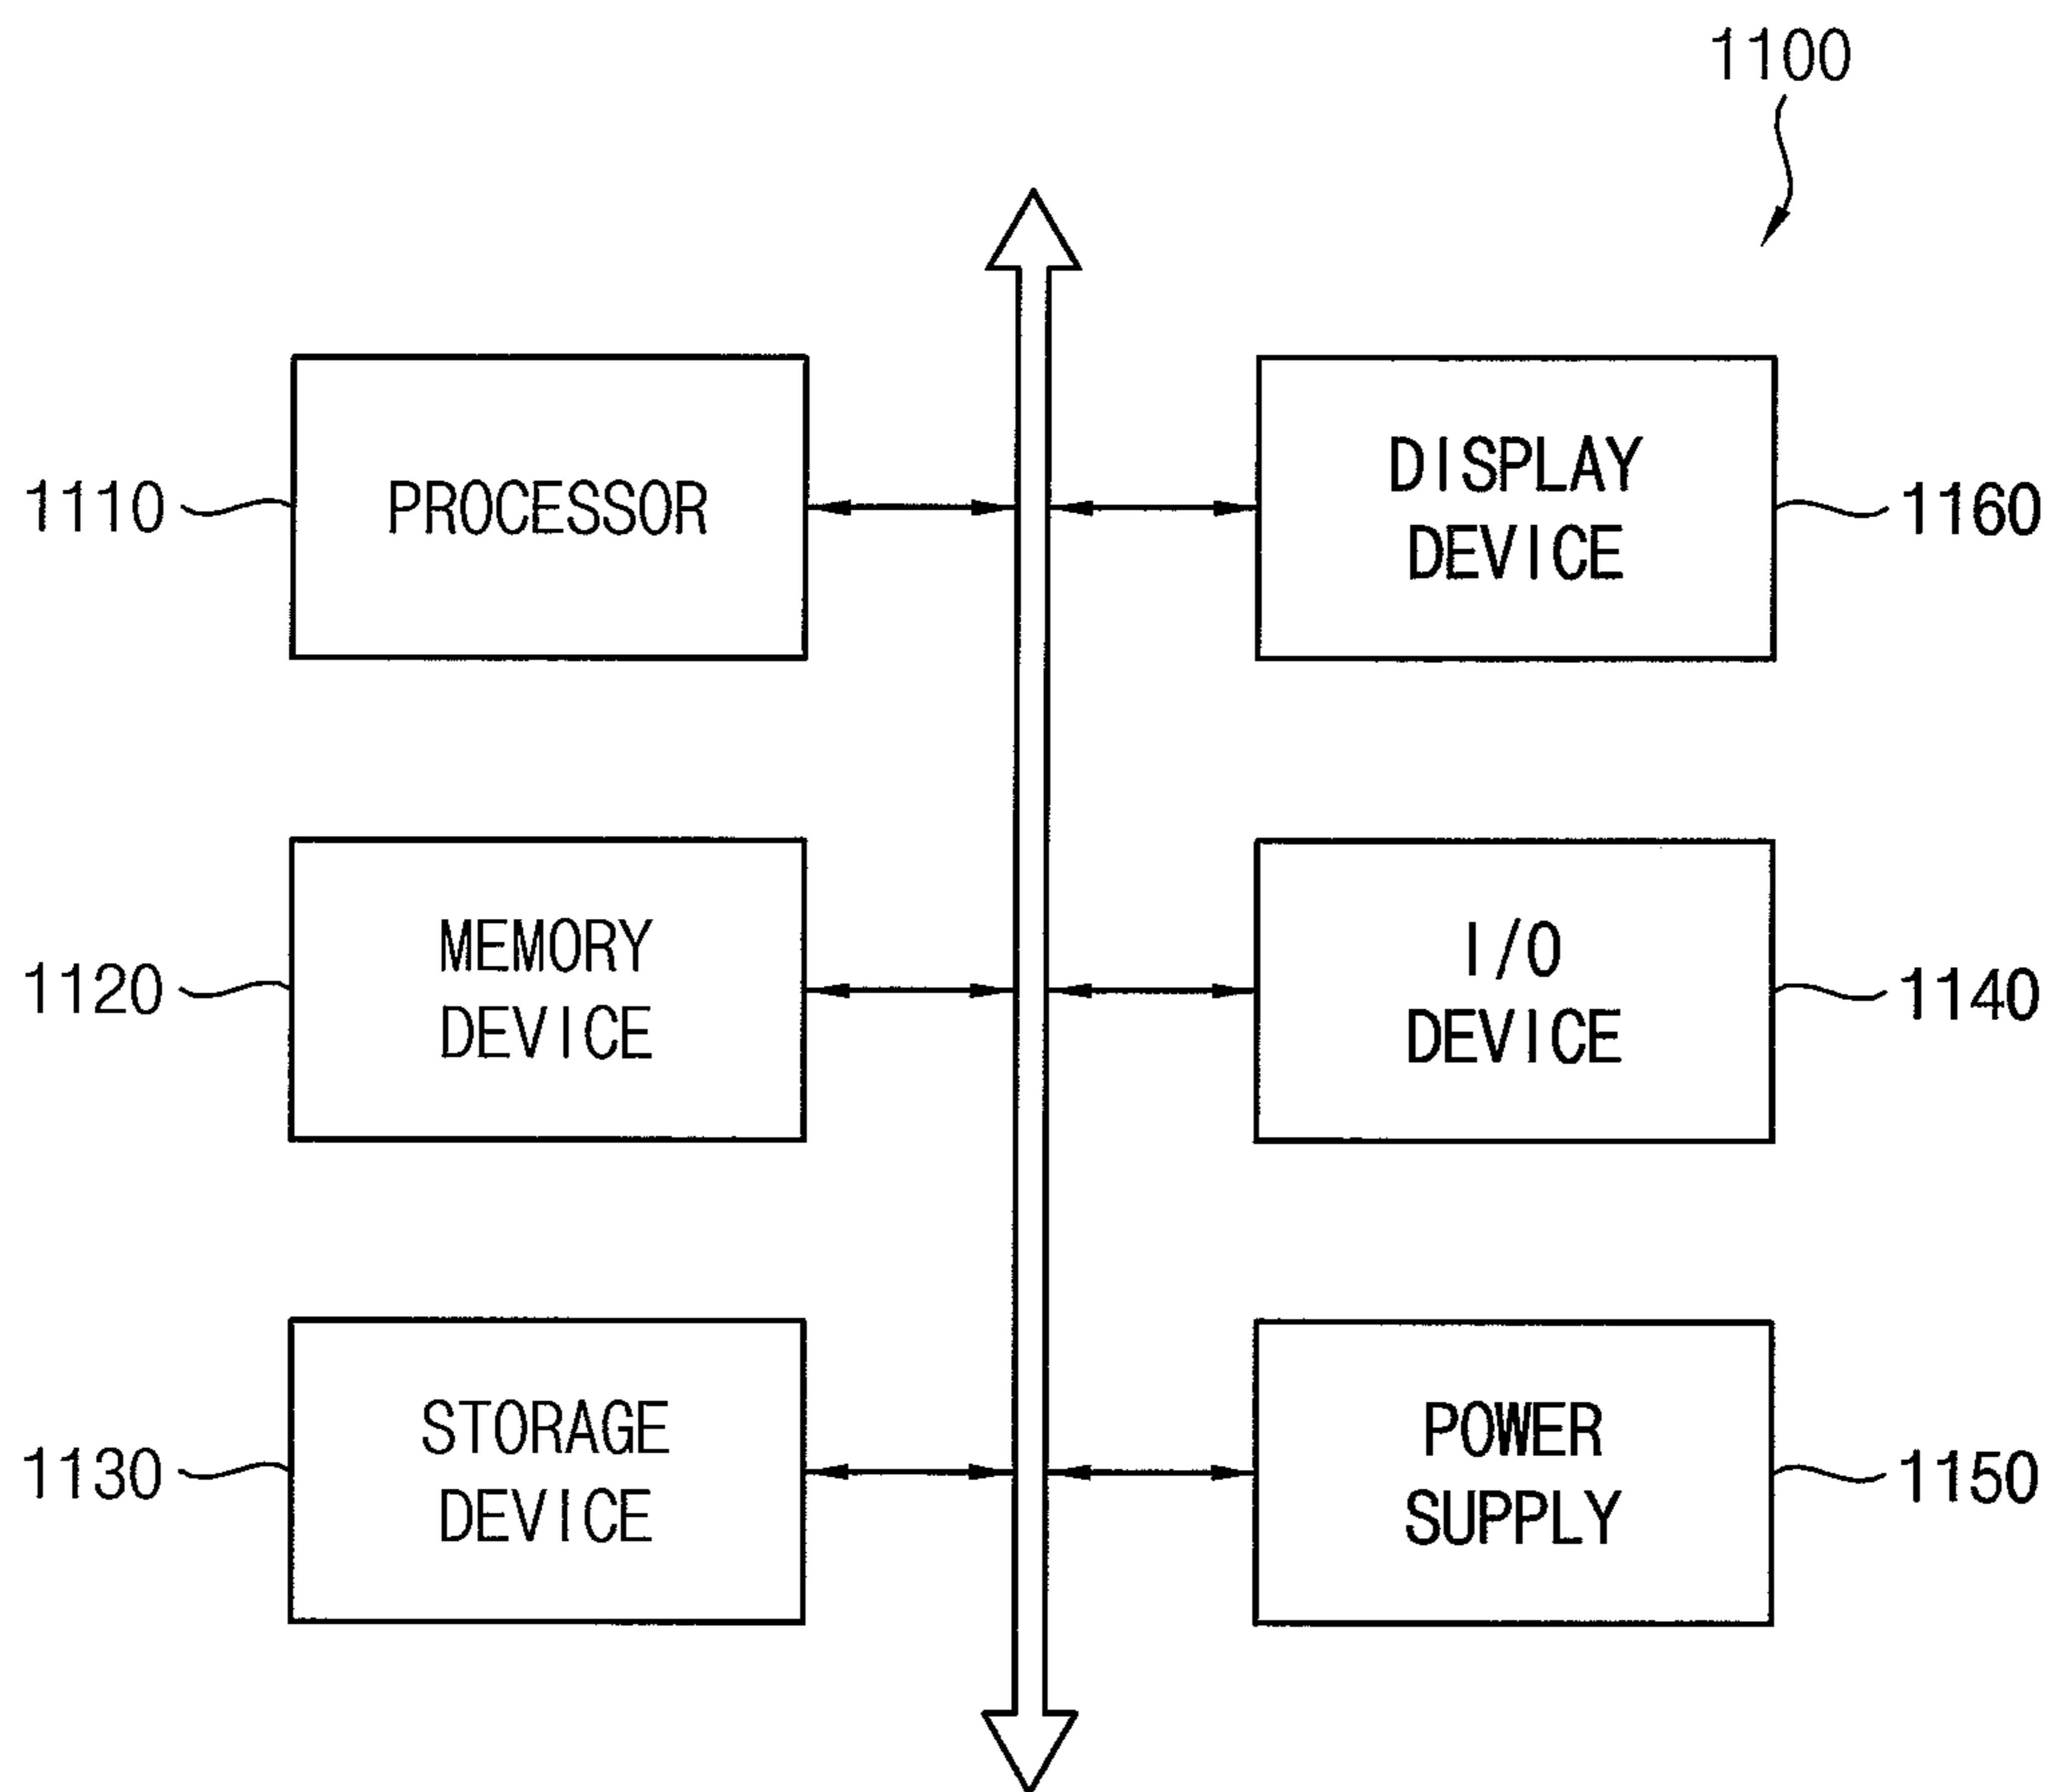 1100
1110
PROCESSOR
DISPLAY
DEVICE
1160
1120
MEMORY
DEVICE
I/O
DEVICE
1140
1130
STORAGE
DEVICE
POWER
SUPPLY
1150